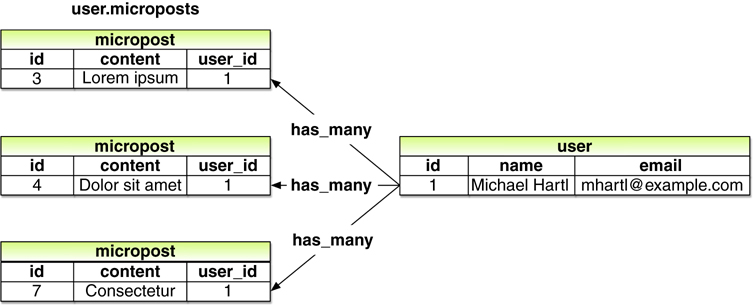 user.microposts
micropost
id content user_id
3 Lorem ipsum 1
has_many
micropost
id content user_id
4 Dolor sit amet 1
has_many
user
id name email
1 Michael Hartl mhartl@example.com
has_many
micropost
id content user_id
7 Consectetur 1